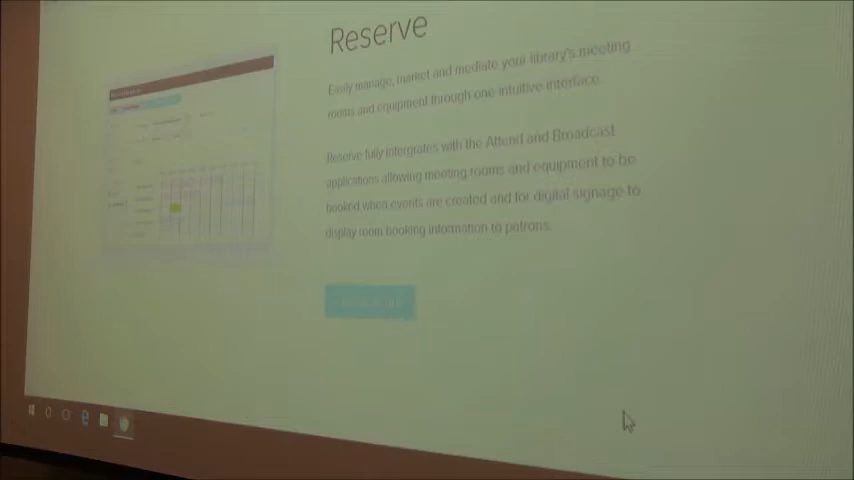 Reserve
Easily manage, market and mediate your library's meeting
rooms and equipment through one intuitive interface.
Reserve fully intergrates with the Attend and Broadcast
applications allowing meeting rooms and equipment to be
booked when events are created and for digital signage to
display room booking information to patrons.